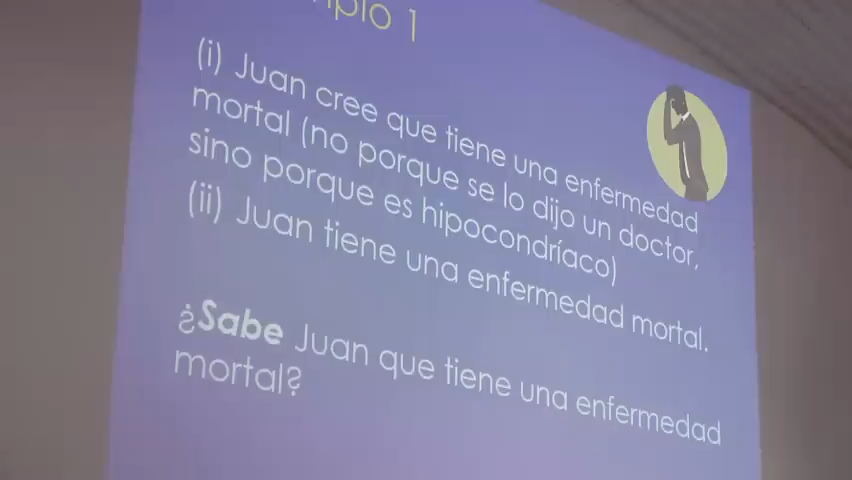 1
(i) Juan cree que tiene una enfermedad
mortal (no porque se lo dijo un doctor,
sino porque es hipocondríaco)
(ii) Juan tiene una enfermedad mortal.
¿Sabe Juan que tiene una enfermedad
mortal?